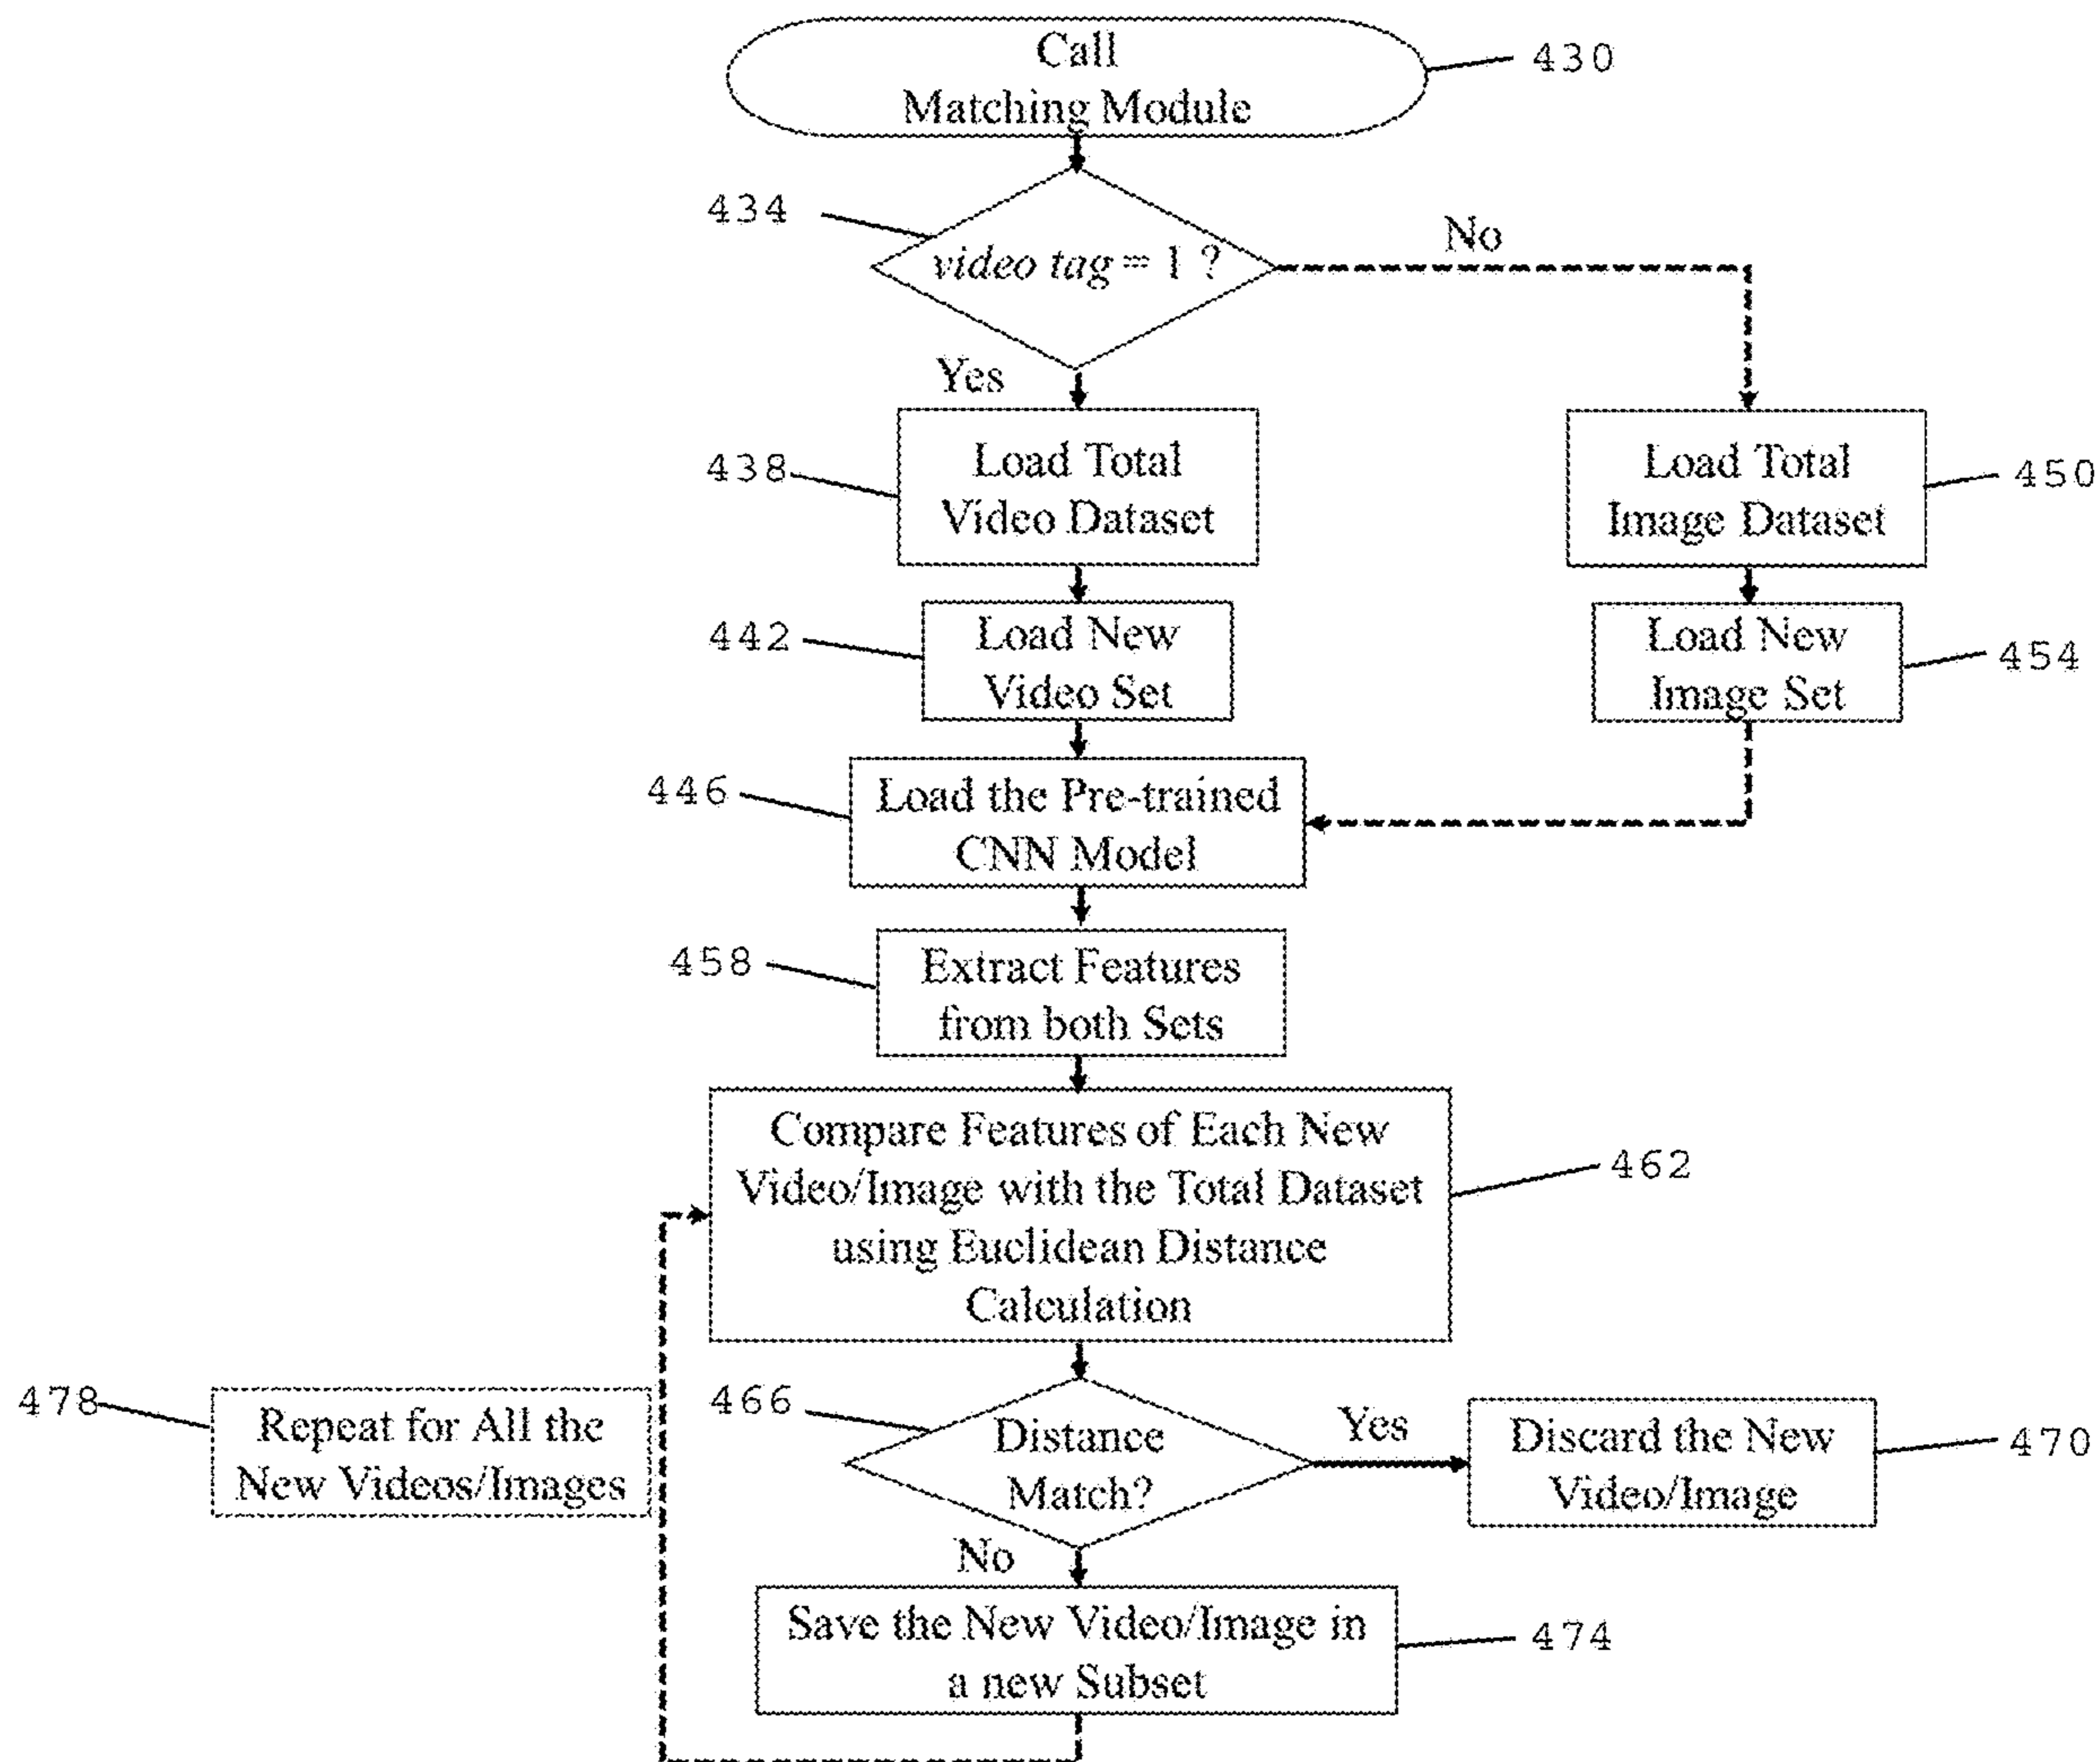 Call
Matching Module
430
434
video tag = 1 ?
No
Yes
438
Load Total
Video Dataset
Load Total
Image Dataset
450
442
Load New
Video Set
Load New
Image Set
454
446
Load the Pre-trained
CNN Model
458
Extract Features
from both Sets
Compare Features of Each New
Video/Image with the Total Dataset
using Euclidean Distance
Calculation
462
478
Repeat for All the
New Videos/Images
466
Distance
Match?
Yes
Discard the New
Video/Image
470
No
Save the New Video/Image in
a new Subset
474